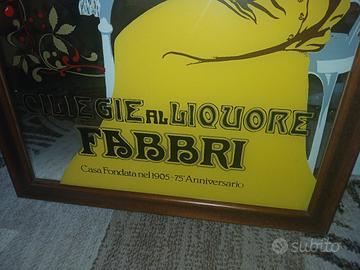 CILIEGIE AL LIQUORE
FABBRI
Casa Fondata nel 1905-75° Anniversario
subito